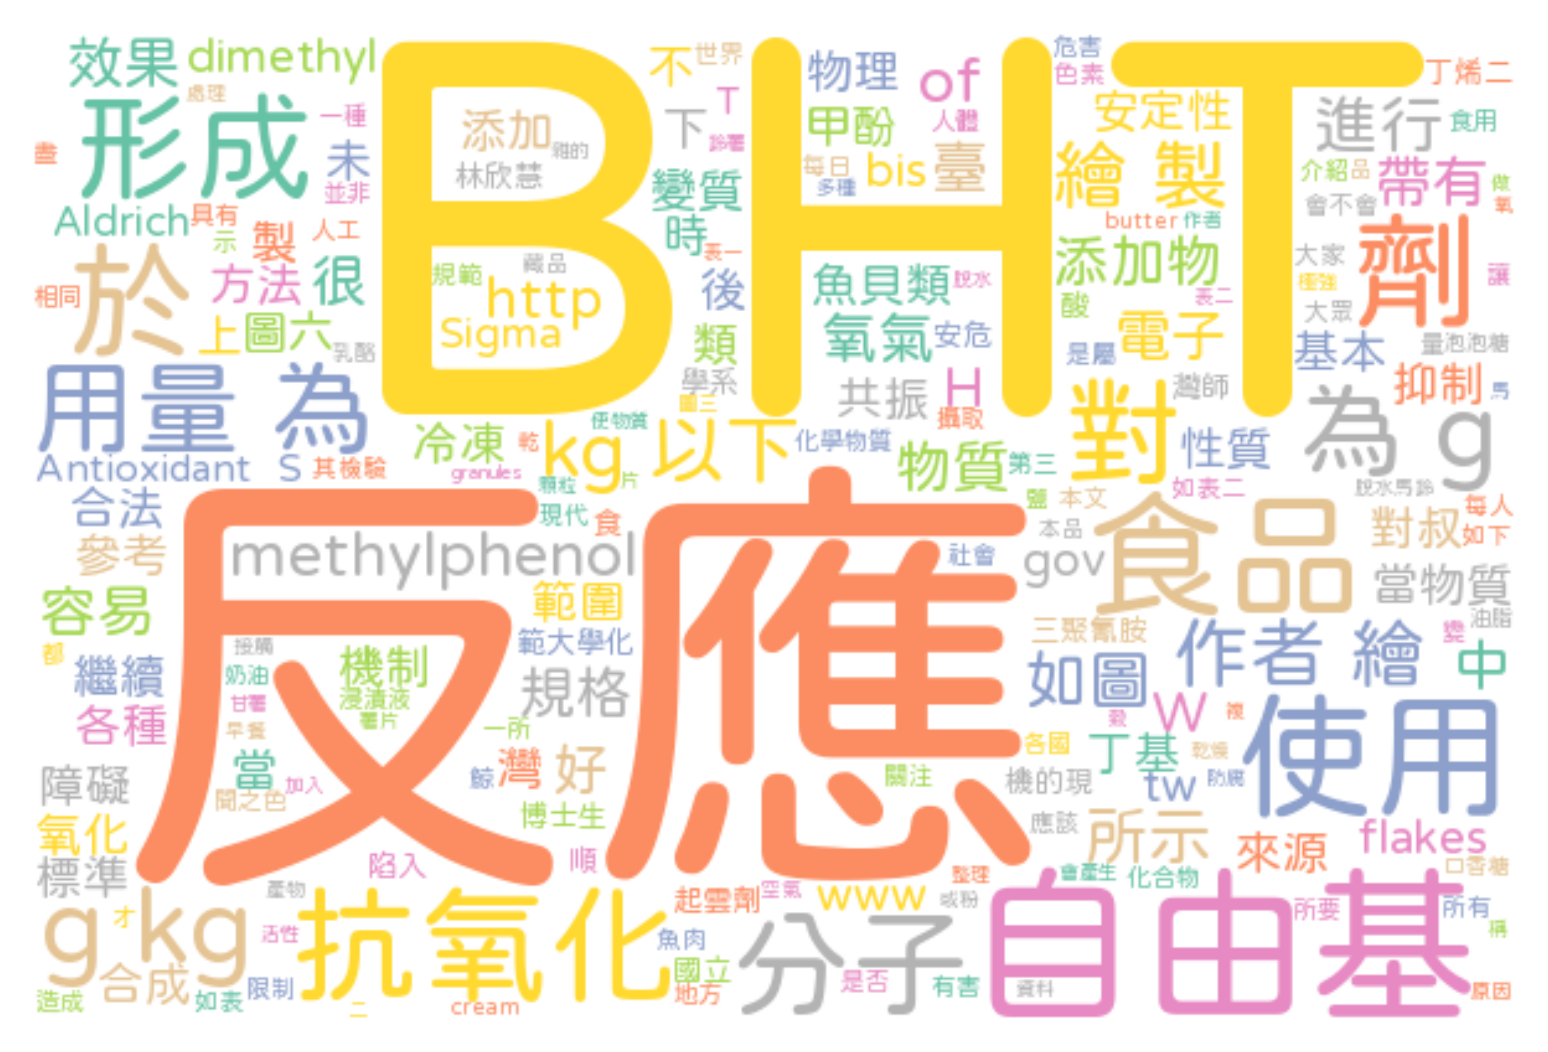 效果 dimethyl
處理
形成
一種
畫
未
並非
Aldrich 具有
示
製 人工
於
方法 很
相同
上 圖六
乳酪
BHT
添加
雜的
林欣慧
規範 藏品
http
Sigma
不 世界
T
下
鈴薯
變質
時
表一
後
類
學系
圖三
便物質
物理 of
甲酚 人體
每日 bis 臺
多種
魚貝類 脫水
氧氣 安危
共振 H
攝取
危害
色素
安定性
繪 製
butter 作者
添加物
表二
酸
電子
是屬
丁烯二
進行 食用
介紹 品 帶有 做
會不會 氧
大家 劑
極強 讓
大眾
基本 量泡泡糖
抑制 馬
灣師
用量 為
Antioxidant S 其檢驗
冷凍 乾 kg 以下 化學物質
granules
片
顆粒
物質 第三
對 性質 為 g
如表二
脫水馬鈴
合法
參考
容易
都
繼續
各種
反應
methylphenol
現代 食
範圍
範大學化
規格
接觸
奶油 機制
甘薯 浸漬液
薯片
早餐
一所
當 加入
聞之色
鯨 灣 好
博士生
陷入 順
社會
關注
鹽 本文
本品
gov
食品
對叔 每人
如下
當物質
三聚氰胺 油脂
如圖 作者 繪 變 中
穀 W 複
各國 丁基 乾燥
機的現 tw 防腐
使用
應該 所示 來源 flakes
口香糖
障礙
氧化
標準
g kg
才
活性
合成 如表 限制
造成
產物
抗氧化
二
cream
起雲劑 空氣 www 或粉
整理
會產生 化合物
魚肉
國立
地方
分子
是否 有害
自由基
資料
所要 所有
稱
原因